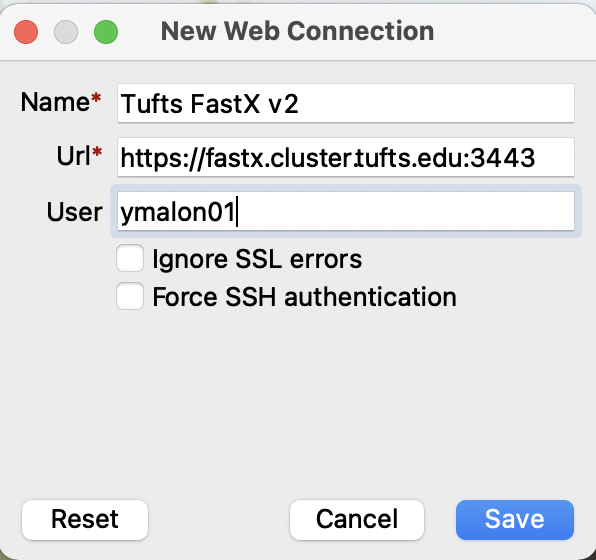 New Web Connection
Name* Tufts FastX v2
Url* https://fastx.cluster.tufts.edu:3443
User ymalon01
Ignore SSL errors
Force SSH authentication
Reset Cancel Save